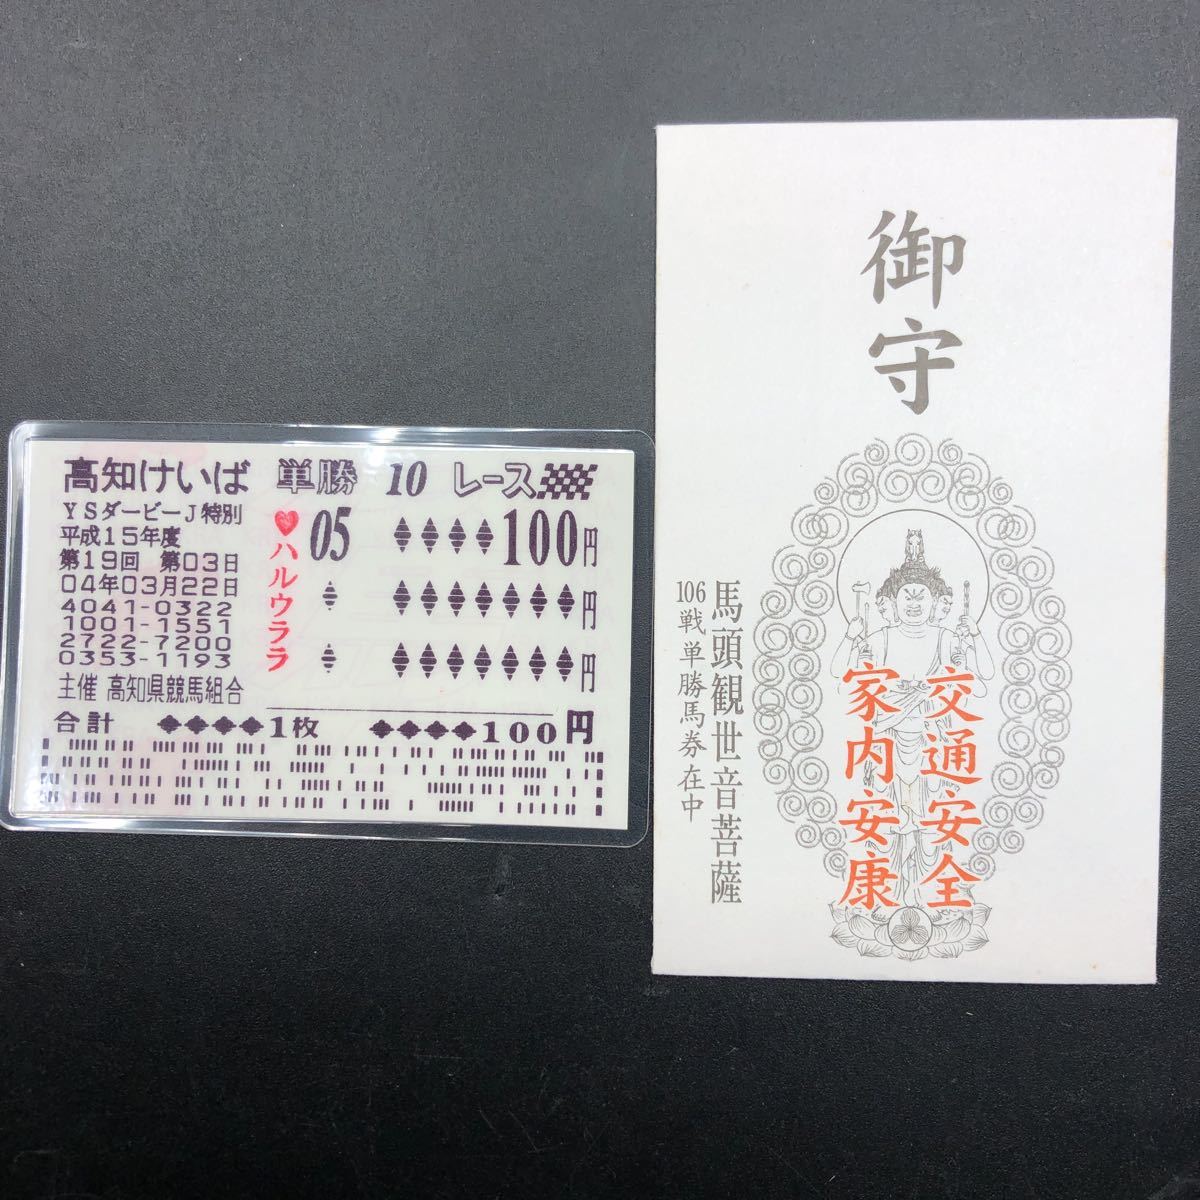 高知けいば 単勝 10 レース
YSダービーJ特別
平成15年度
第19回 第03日
04年03月22日
4041-0322
1001-1551
2722-7200
0353-1193
主催 高知県競馬組合
♥ハルウララ
05 100円
円
円
合計 1枚 100円
御守
交通安全
家内安康
馬頭観世音菩薩
106戦単勝馬券在中